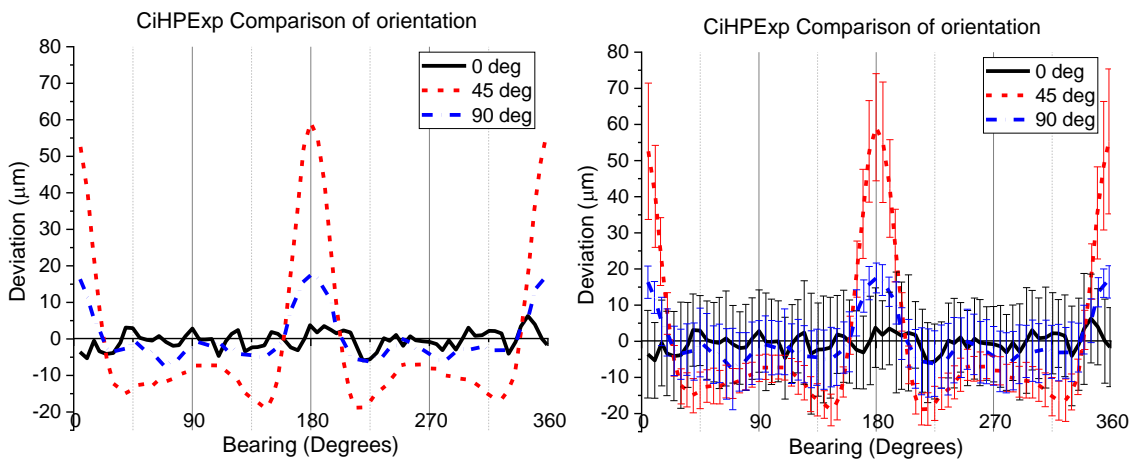 CiHPExp Comparison of orientation
80
70
60
50
40
30
20
10
0
-10
-20
Deviation (μm)
0 deg
45 deg
90 deg
0
90
180
270
360
Bearing (Degrees)
CiHPExp Comparison of orientation
80
70
60
50
40
30
20
10
0
-10
-20
Deviation (μm)
0 deg
45 deg
90 deg
0
90
180
270
360
Bearing (Degrees)